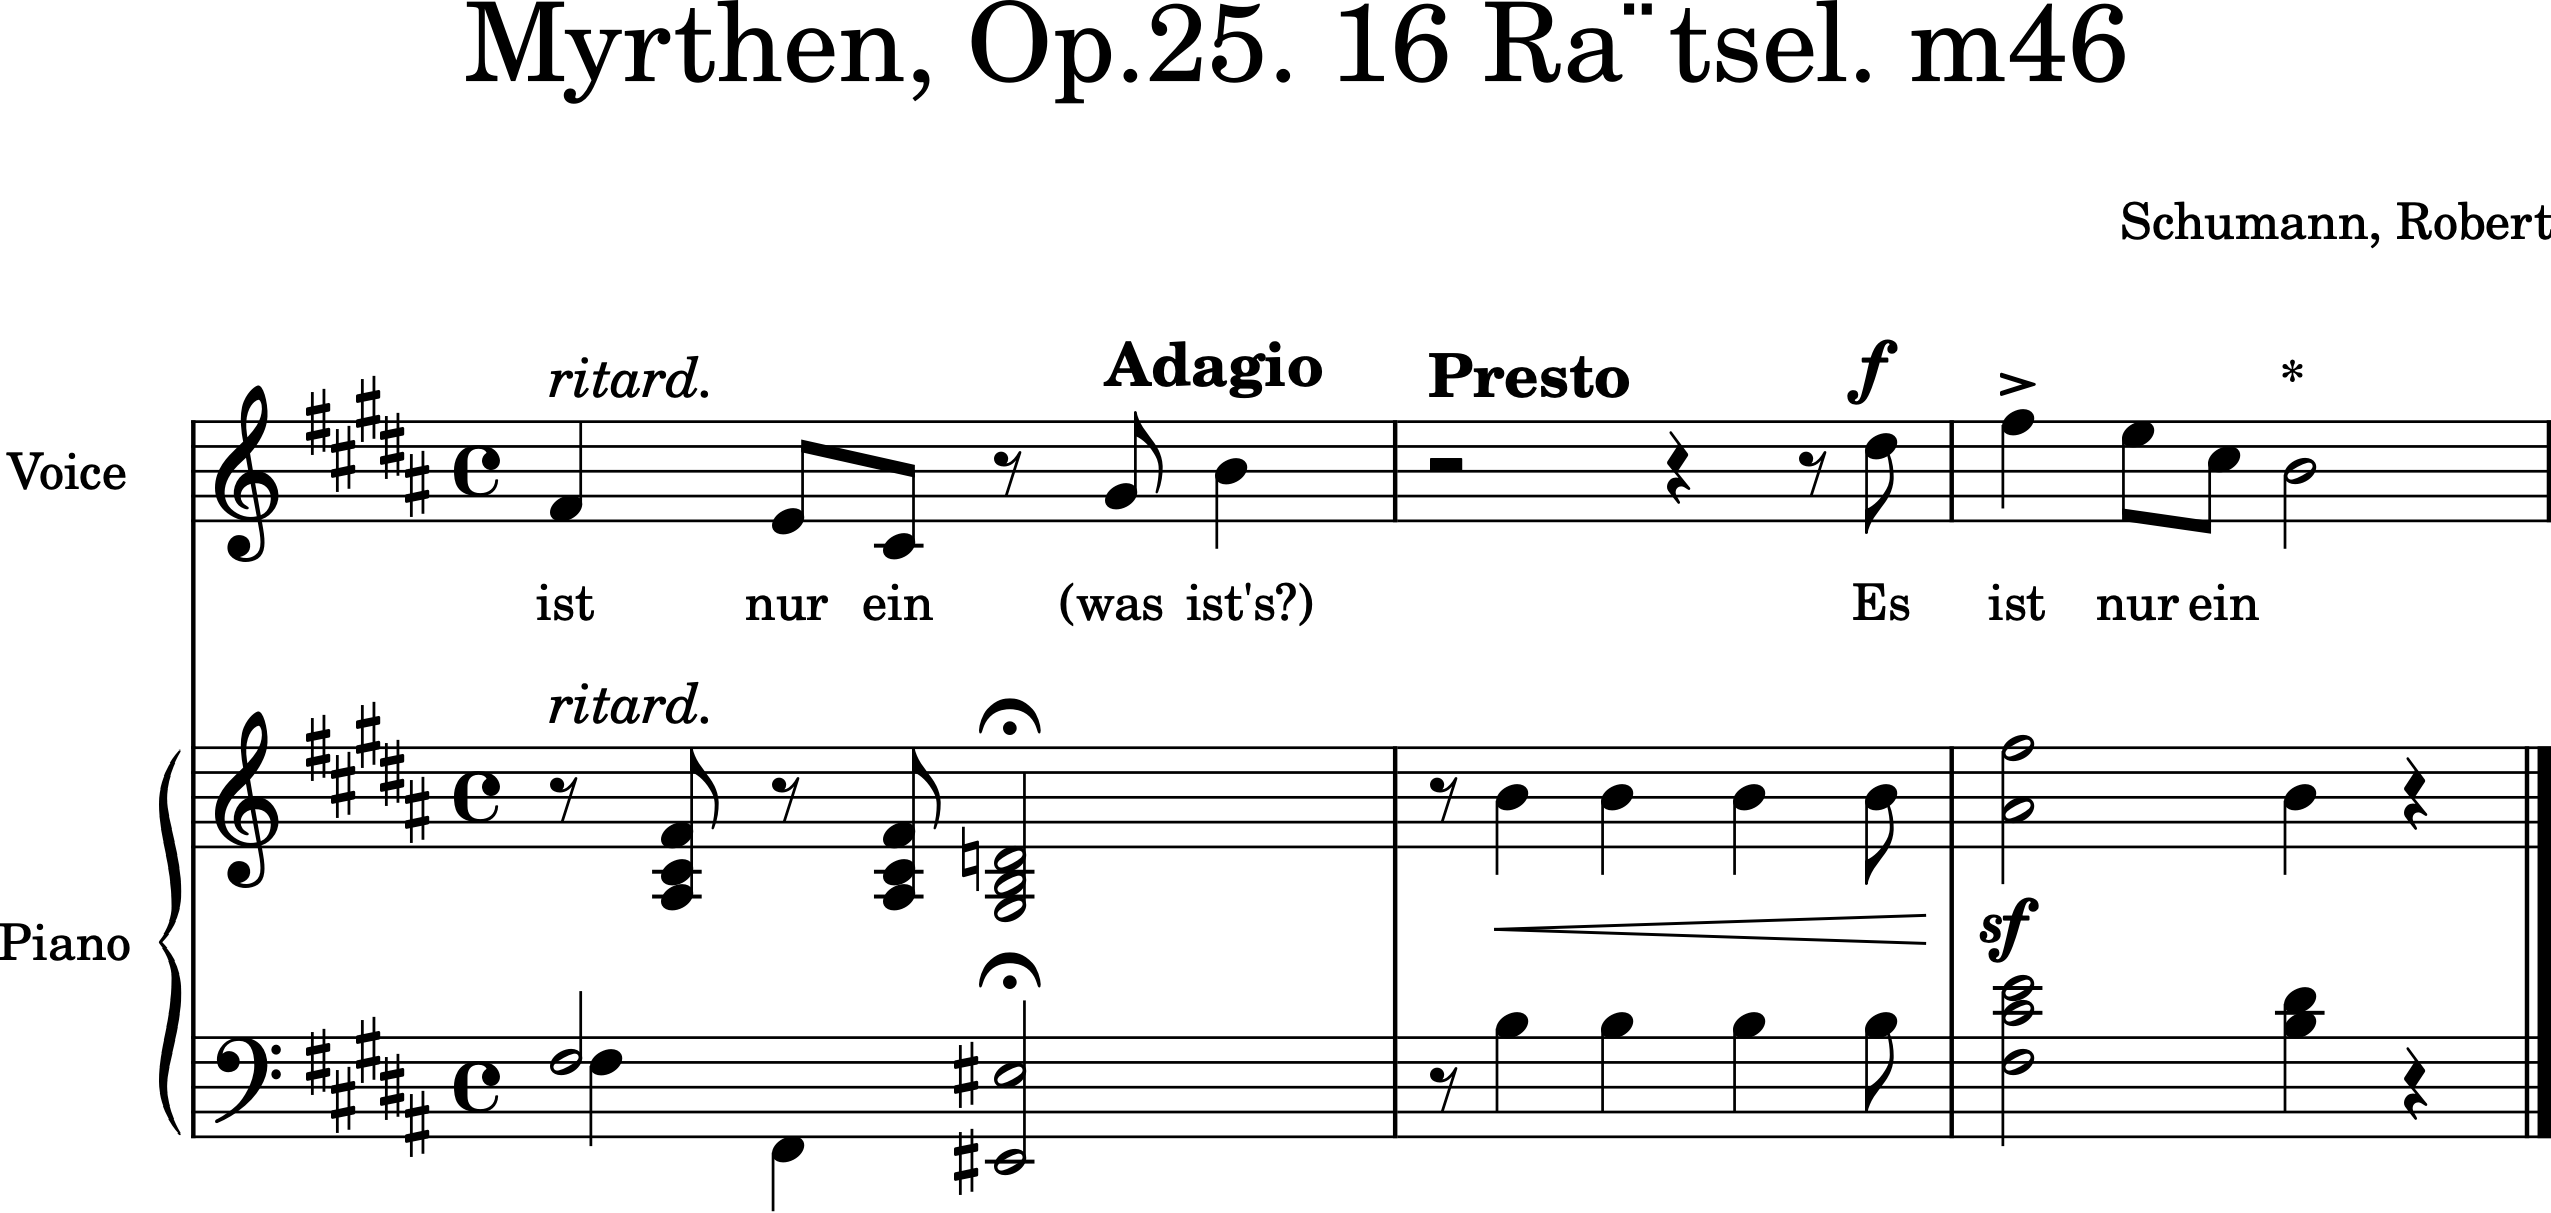 Myrthen, Op.25. 16 Ra¨tsel. m46
Schumann, Robert
ritard. Adagio Presto f
*
Voice
ist nur ein (was ist's?) Es ist nur ein
ritard.
Piano
sf